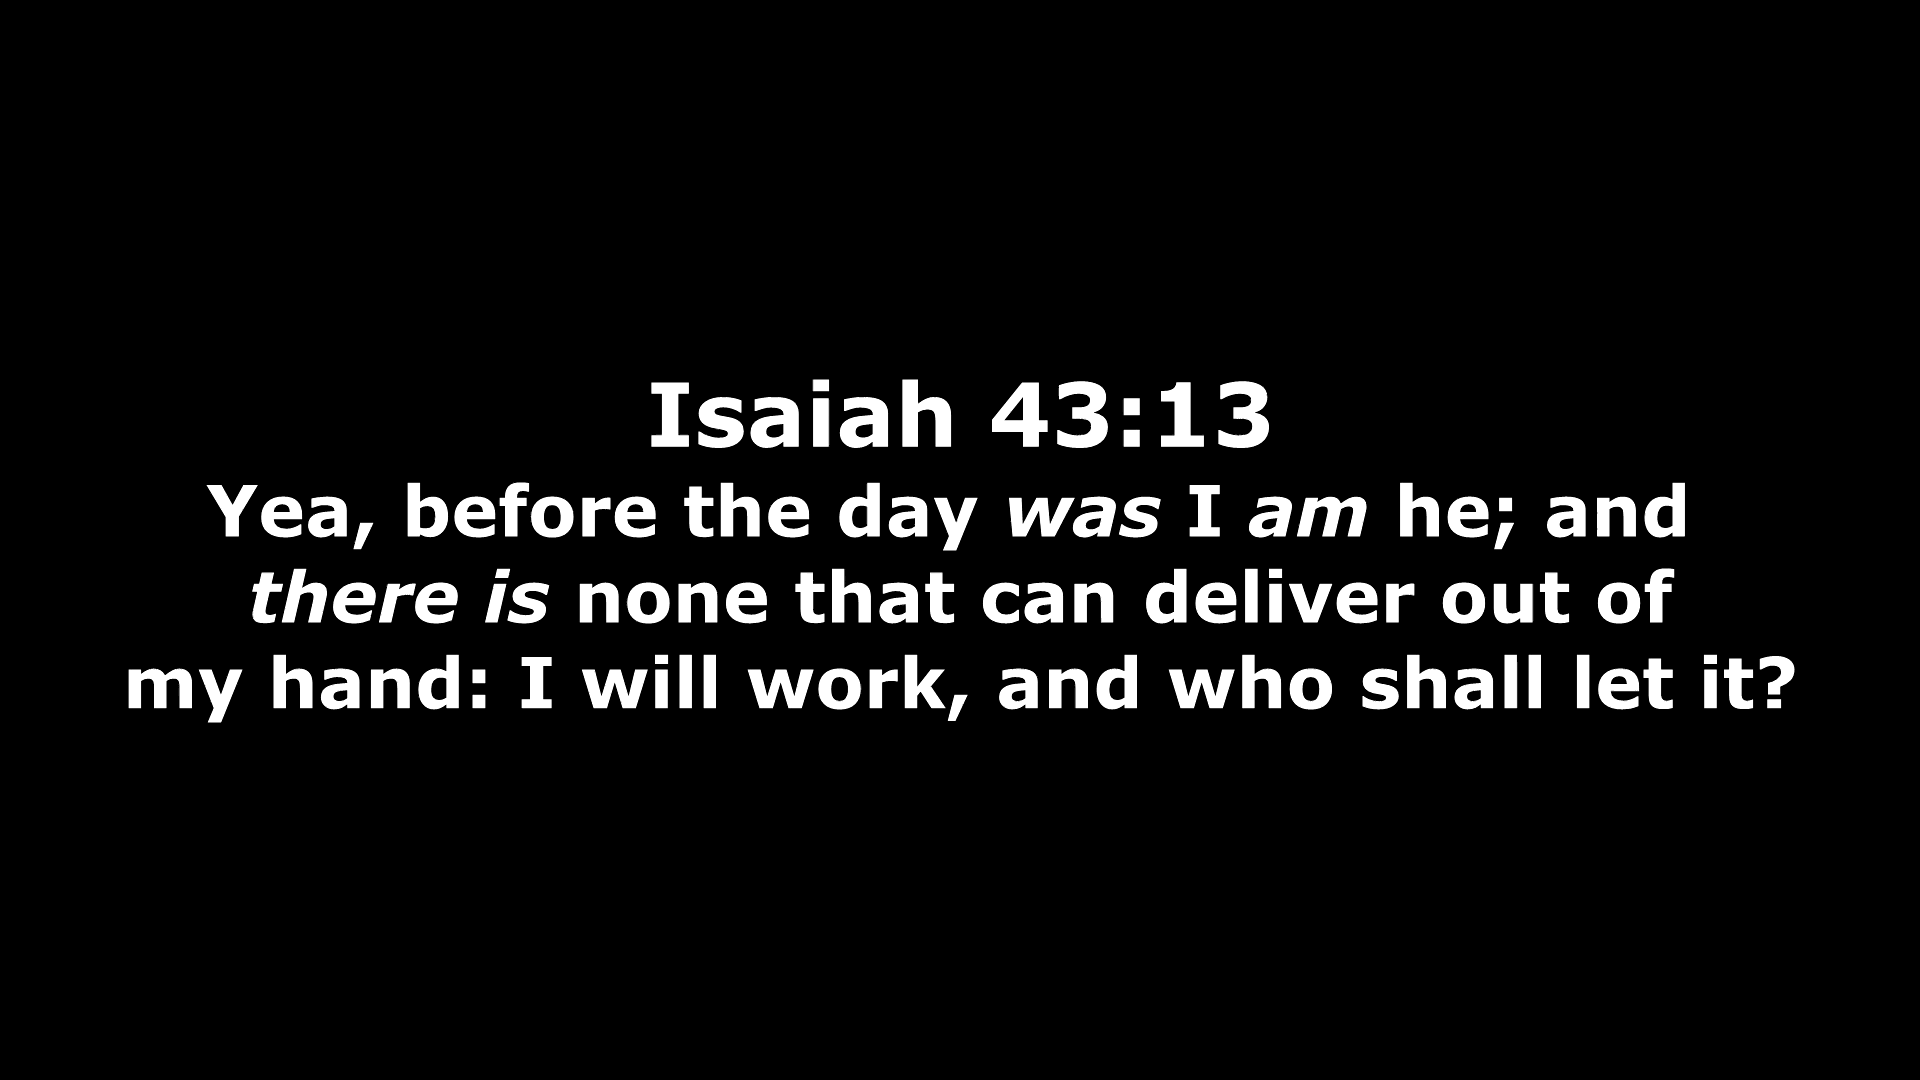 Isaiah 43:13
Yea, before the day was I am he; and
there is none that can deliver out of
my hand: I will work, and who shall let it?